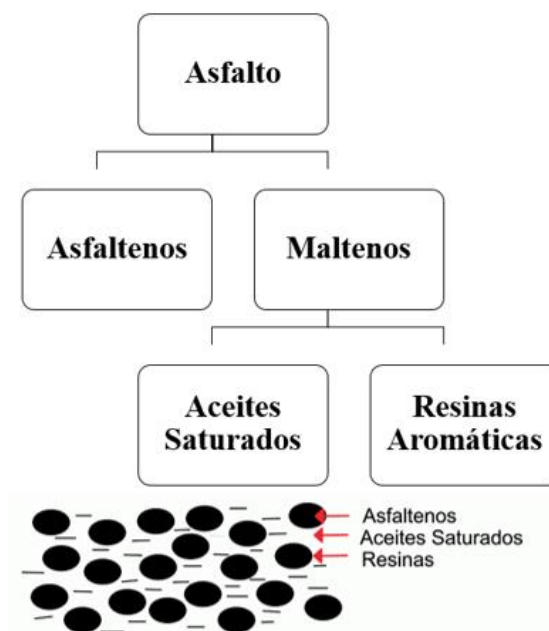 Asfalto
Asfaltenos
Maltenos
Aceites
Saturados
Resinas
Aromáticas
Asfaltenos
Aceites Saturados
Resinas